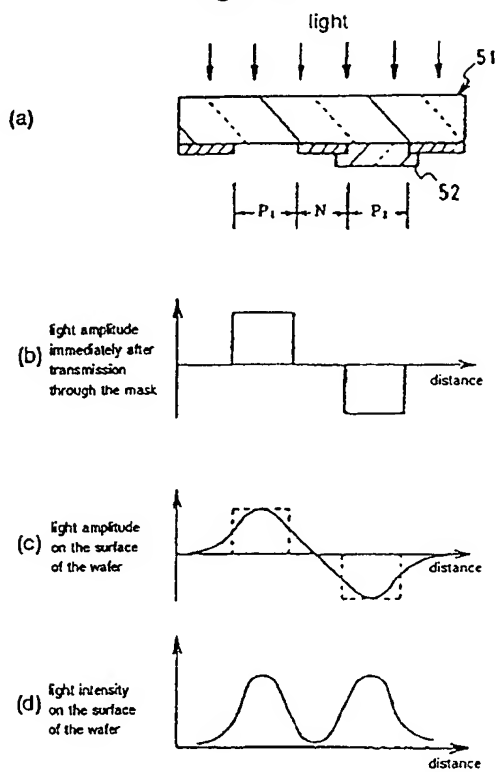 light
51
(a)
52
P₁ N P₂
(b) light amplitude
immediately after
transmission
through the mask
distance
(c) light amplitude
on the surface
of the wafer
distance
(d) light intensity
on the surface
of the wafer
distance